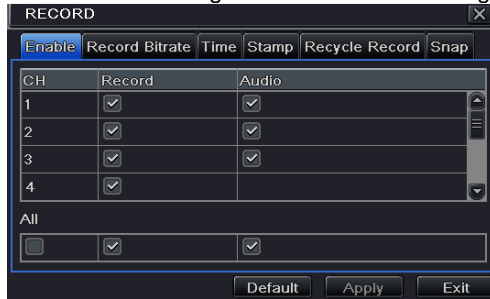 RECORD
Enable Record Bitrate Time Stamp Recycle Record Snap
CH Record Audio
1
2
3
4
All
Default Apply Exit